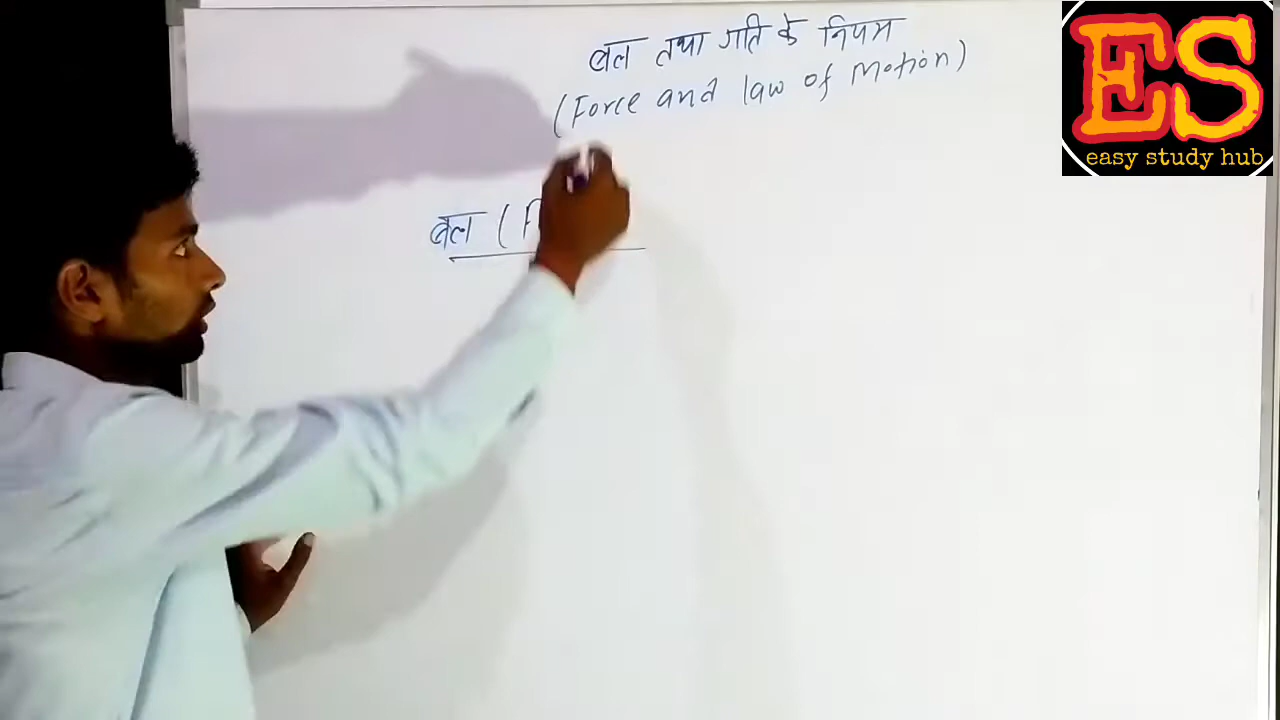 बल तथा गति के नियम
(Force and law of Motion)
बल (F
ES
easy study hub